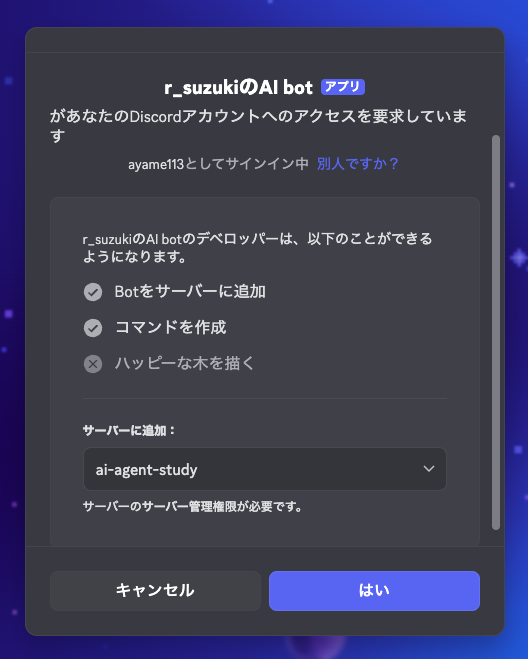 r_suzukiのAI bot アプリ
があなたのDiscordアカウントへのアクセスを要求していま
す
ayame113としてサインイン中 別人ですか？
r_suzukiのAI botのデベロッパーは、以下のことができる
ようになります。
Botをサーバーに追加
コマンドを作成
ハッピーな木を描く
サーバーに追加：
ai-agent-study
サーバーのサーバー管理権限が必要です。
キャンセル
はい